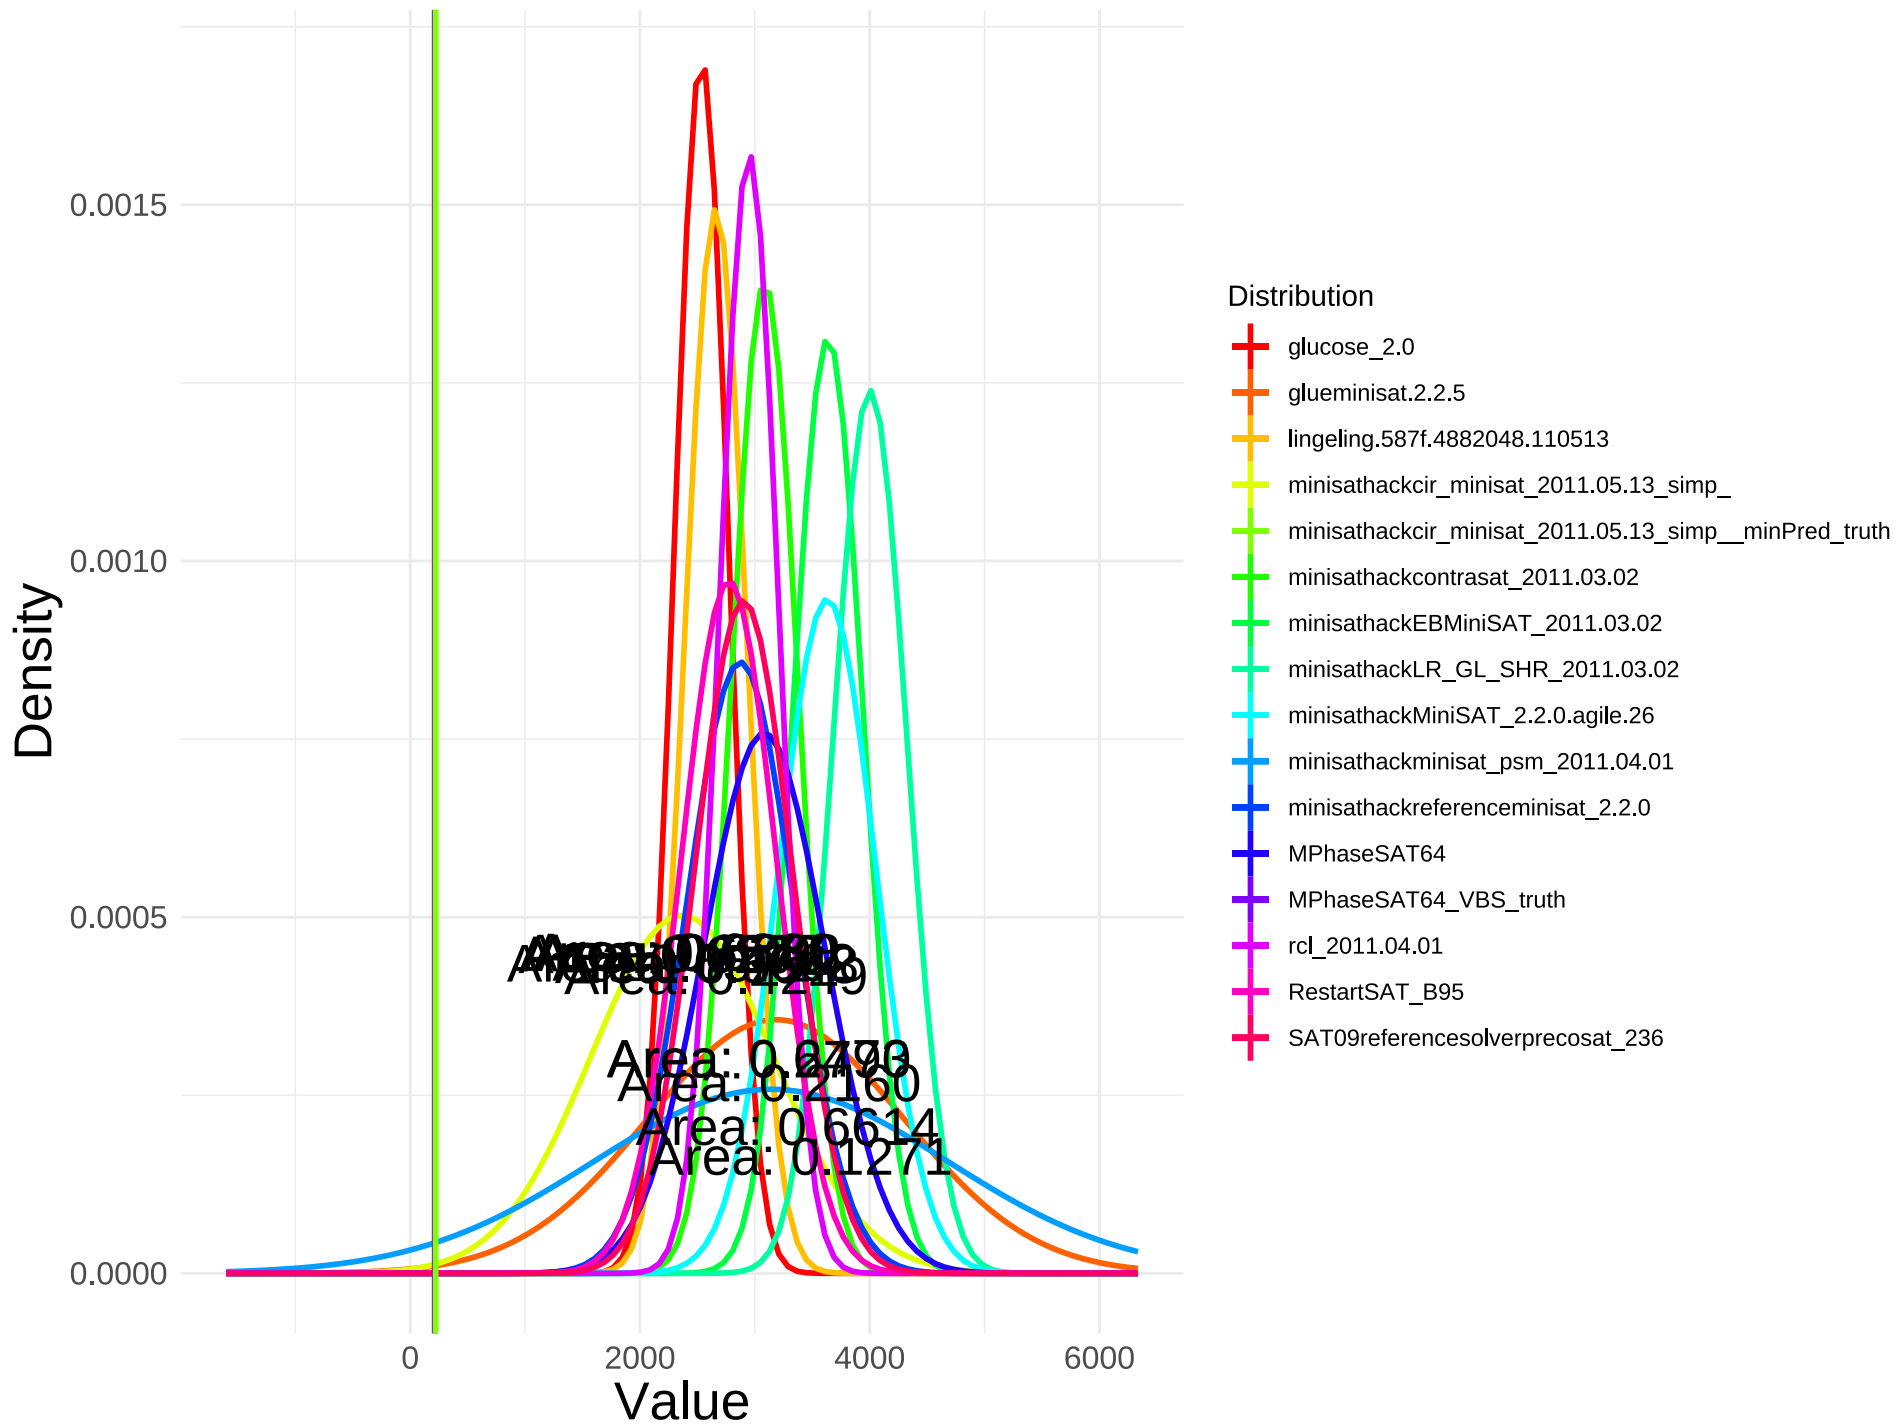 0.0015
0.0010
0.0005
0.0000
Density
0
2000
4000
6000
Value
Area:
Area: 0.2160
Area: 0.6614
Area: 0.1271
Distribution
glucose_2.0
glueminisat.2.2.5
lingeling.587f.4882048.110513
minisathackcir_minisat_2011.05.13_simp_
minisathackcir_minisat_2011.05.13_simp__minPred_truth
minisathackcontrasat_2011.03.02
minisathackEBMiniSAT_2011.03.02
minisathackLR_GL_SHR_2011.03.02
minisathackMiniSAT_2.2.0.agile.26
minisathackminisat_psm_2011.04.01
minisathackreferenceminisat_2.2.0
MPhaseSAT64
MPhaseSAT64_VBS_truth
rcl_2011.04.01
RestartSAT_B95
SAT09referencesolverprecosat_236